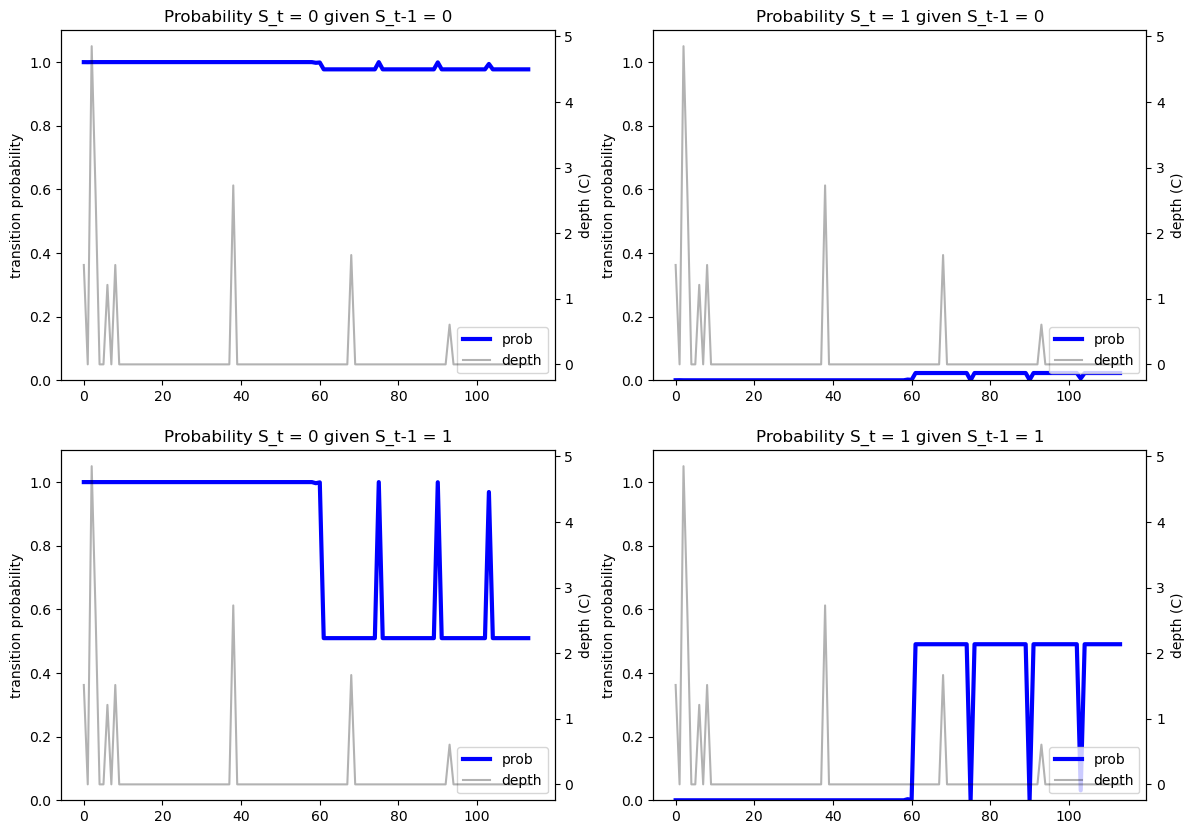 Probability S_t = 0 given S_t-1 = 0
1.0
0.8
0.6
0.4
0.2
0.0
transition probability
5
4
3
2
1
0
depth (C)
prob
depth
0 20 40 60 80 100
Probability S_t = 1 given S_t-1 = 0
1.0
0.8
0.6
0.4
0.2
0.0
transition probability
5
4
3
2
1
0
depth (C)
prob
depth
0 20 40 60 80 100
Probability S_t = 0 given S_t-1 = 1
1.0
0.8
0.6
0.4
0.2
0.0
transition probability
5
4
3
2
1
0
depth (C)
prob
depth
0 20 40 60 80 100
Probability S_t = 1 given S_t-1 = 1
1.0
0.8
0.6
0.4
0.2
0.0
transition probability
5
4
3
2
1
0
depth (C)
prob
depth
0 20 40 60 80 100